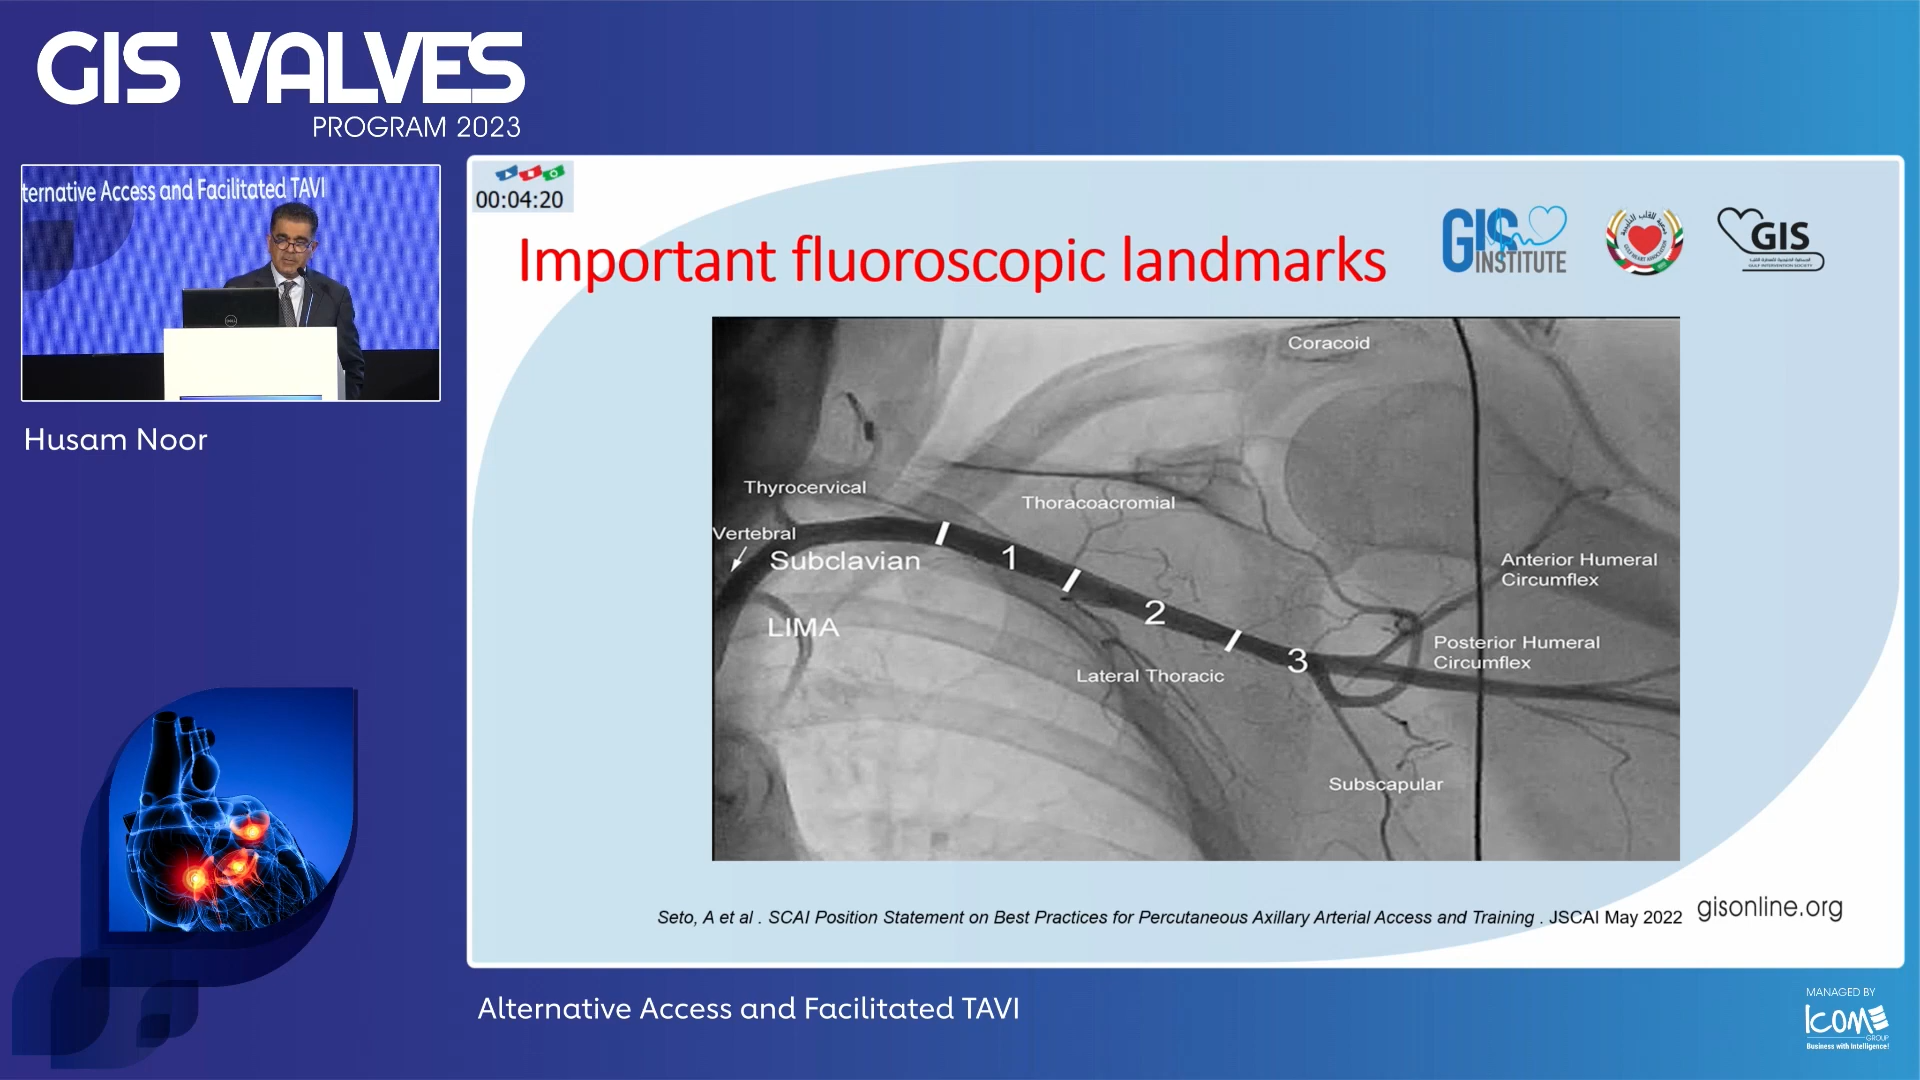 GIS VALVES
PROGRAM 2023
ternative Access and Facilitated TAVI
DELL
Husam Noor
00:04:20
Important fluoroscopic landmarks
GIS
INSTITUTE
GIS
Coracoid
Thyrocervical
Thoracoacromial
Vertebral
Subclavian
1
Anterior Humeral
Circumflex
2
LIMA
Posterior Humeral
Circumflex
3
Lateral Thoracic
Subscapular
Seto, A et al . SCAI Position Statement on Best Practices for Percutaneous Axillary Arterial Access and Training . JSCAI May 2022
gisonline.org
Alternative Access and Facilitated TAVI
MANAGED BY
ICOME
GROUP
Business with Intelligence!